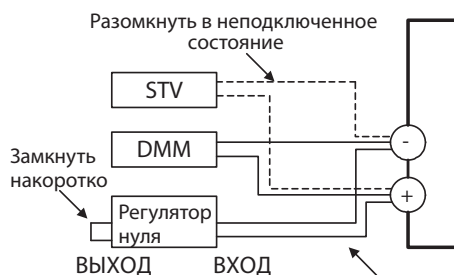 Разомкнуть в неподключенное
состояние
STV
DMM
-
+
Замкнуть
накоротко
Регулятор
нуля
ВЫХОД
ВХОД